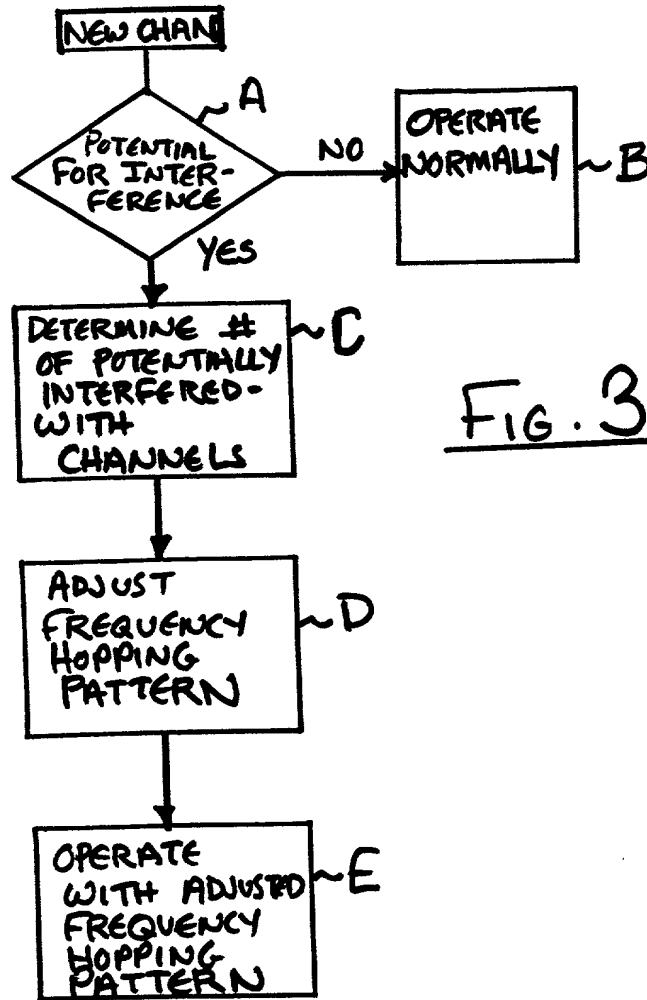 NEW CHAN
A
POTENTIAL
FOR INTER-
FERENCE
NO
OPERATE
NORMALLY
B
YES
DETERMINE #
OF POTENTIALLY
INTERFERED-
WITH
CHANNELS
C
FIG. 3
ADJUST
FREQUENCY
HOPPING
PATTERN
D
OPERATE
WITH ADJUSTED
FREQUENCY
HOPPING
PATTERN
E